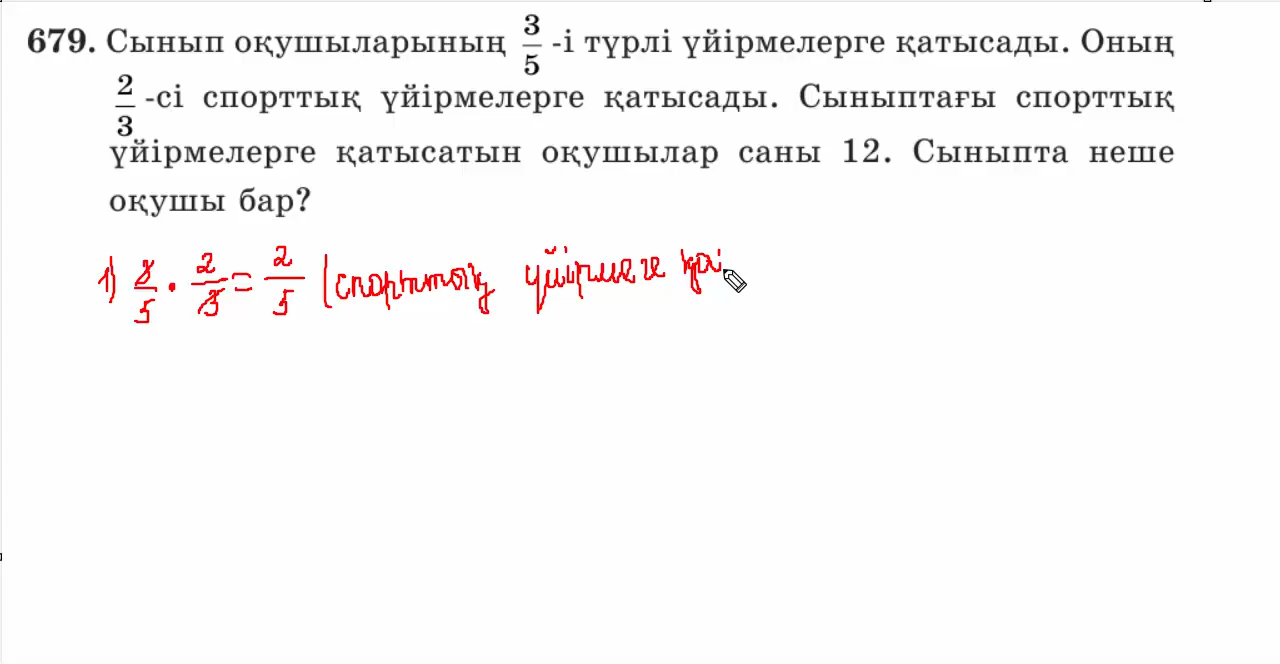 679. Сынып оқушыларының 3/5 -і түрлі үйірмелерге қатысады. Оның
2/3 -сі спорттық үйірмелерге қатысады. Сыныптағы спорттық
үйірмелерге қатысатын оқушылар саны 12. Сыныпта неше
оқушы бар?
1) 3/5 · 2/3 = 2/5 (спорттық үйірмеге қа